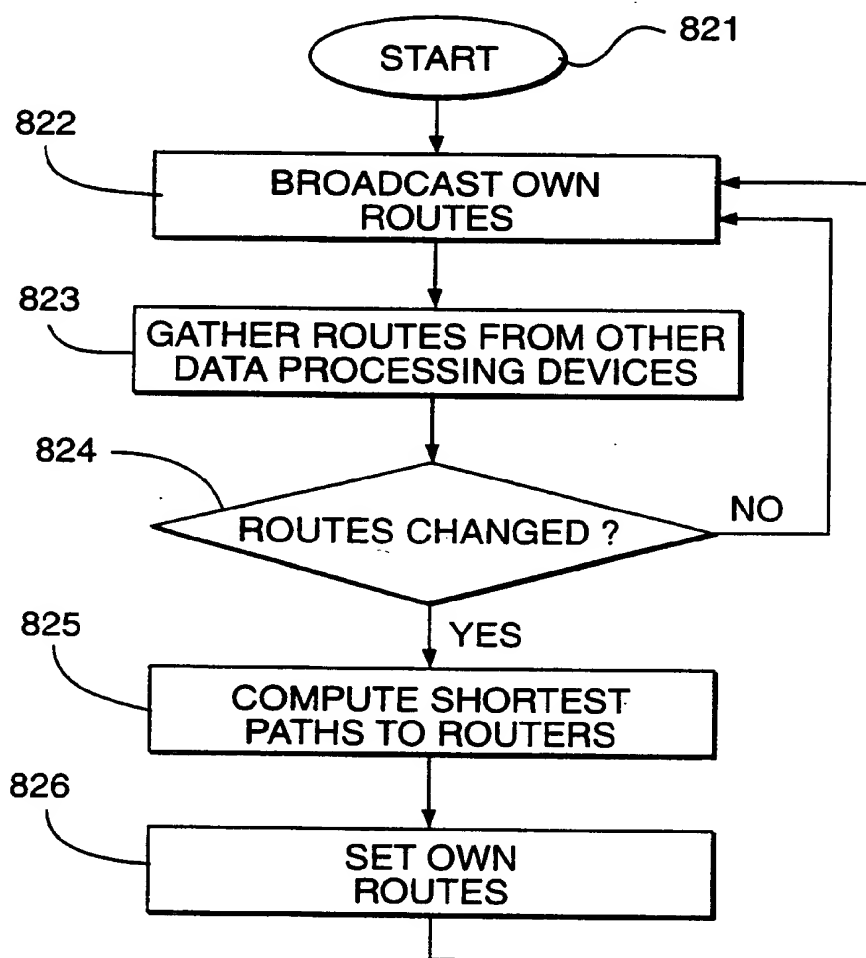 START
821
822
BROADCAST OWN
ROUTES
823
GATHER ROUTES FROM OTHER
DATA PROCESSING DEVICES
824
ROUTES CHANGED ?
NO
YES
825
COMPUTE SHORTEST
PATHS TO ROUTERS
826
SET OWN
ROUTES